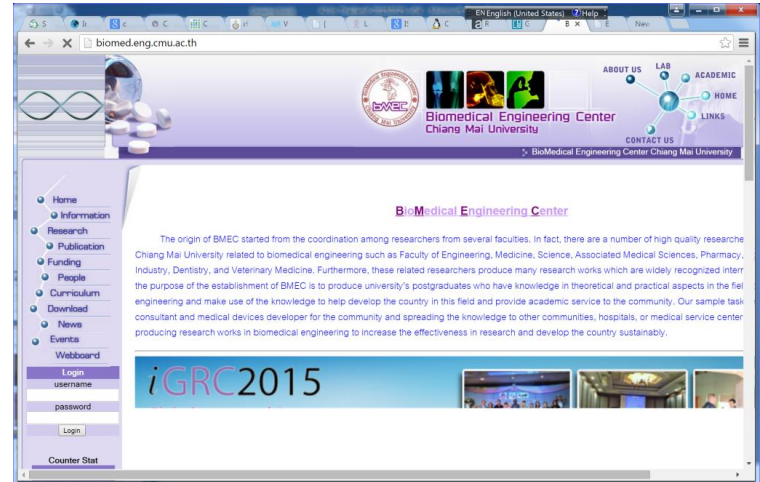 EN English (United States) ? Help
biomed.eng.cmu.ac.th
BMEC
Biomedical Engineering Center
Chiang Mai University
ABOUT US
LAB
ACADEMIC
HOME
LINKS
CONTACT US
BioMedical Engineering Center Chiang Mai University
Home
Information
Research
Publication
Funding
People
Curriculum
Download
News
Events
Webboard
Login
username
password
Login
Counter Stat
BioMedical Engineering Center
The origin of BMEC started from the coordination among researchers from several faculties. In fact, there are a number of high quality researche
Chiang Mai University related to biomedical engineering such as Faculty of Engineering, Medicine, Science, Associated Medical Sciences, Pharmacy,
Industry, Dentistry, and Veterinary Medicine. Furthermore, these related researchers produce many research works which are widely recognized intern
the purpose of the establishment of BMEC is to produce university's postgraduates who have knowledge in theoretical and practical aspects in the fiel
engineering and make use of the knowledge to help develop the country in this field and provide academic service to the community. Our sample task
consultant and medical devices developer for the community and spreading the knowledge to other communities, hospitals, or medical service center
producing research works in biomedical engineering to increase the effectiveness in research and develop the country sustainably.
iGRC2015